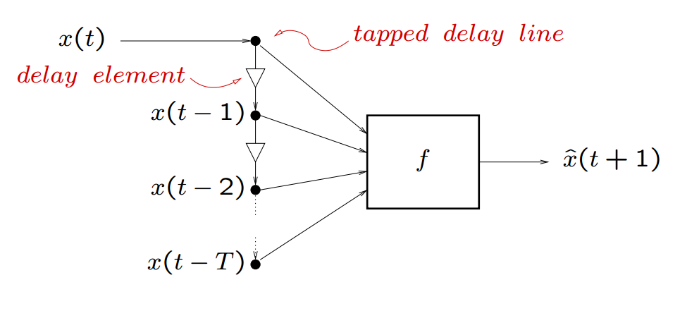 x(t)
tapped delay line
delay element
x(t − 1)
x(t − 2)
f
x̂(t + 1)
x(t − T)